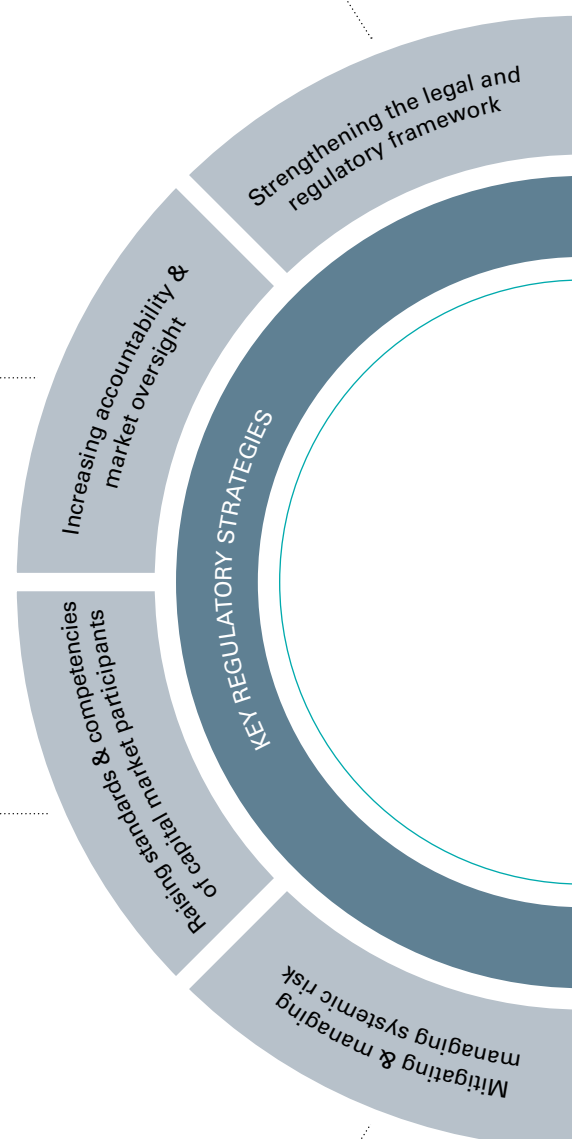 Strengthening the legal and
regulatory framework
Increasing accountability &
market oversight
KEY REGULATORY STRATEGIES
Raising standards & competencies
of capital market participants
Mitigating & managing
managing systemic risk